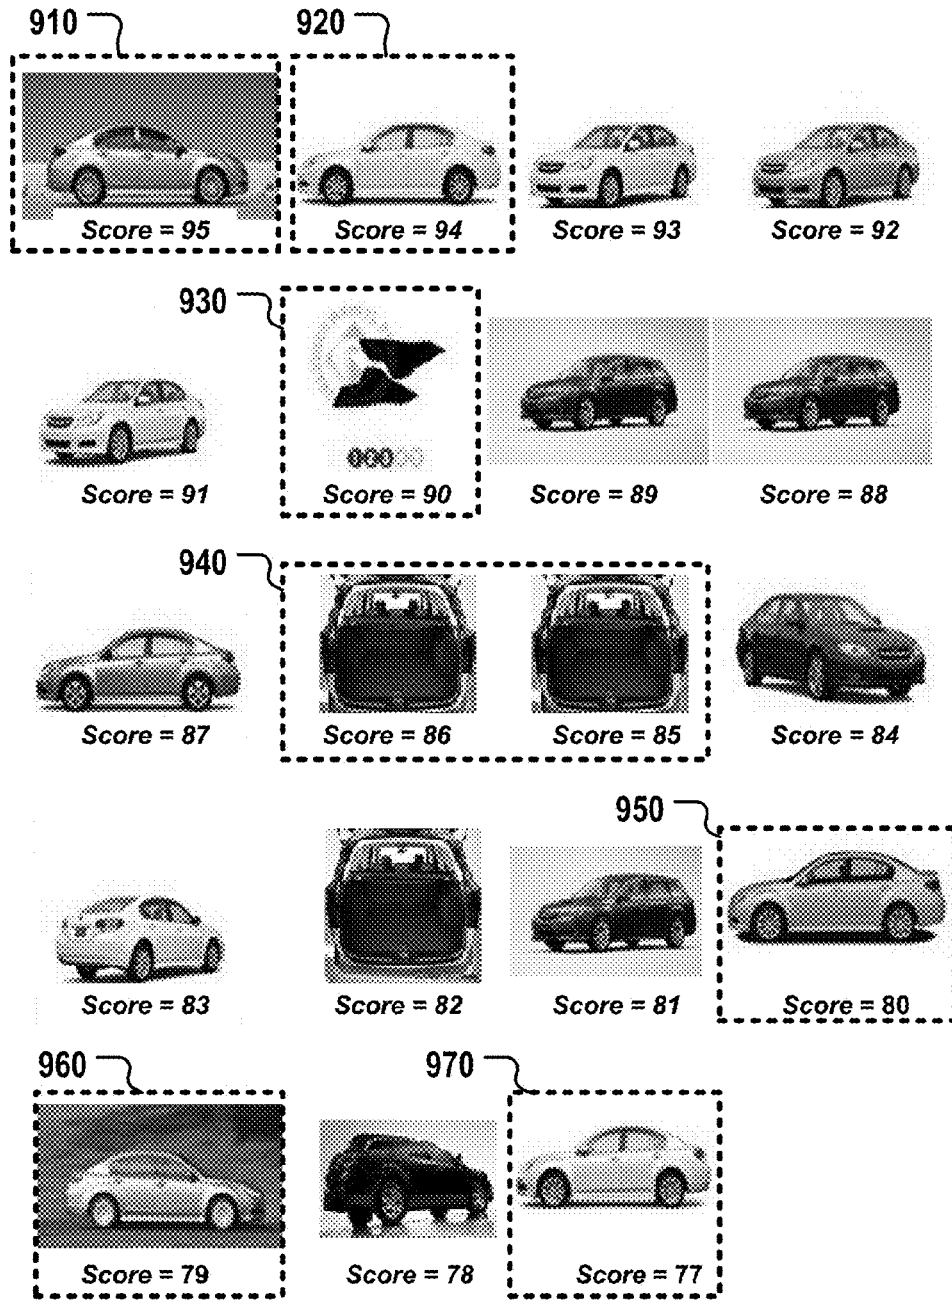 910 920
Score = 95 Score = 94 Score = 93 Score = 92
930
000
Score = 91 Score = 90 Score = 89 Score = 88
940
Score = 87 Score = 86 Score = 85 Score = 84
950
Score = 83 Score = 82 Score = 81 Score = 80
960 970
Score = 79 Score = 78 Score = 77